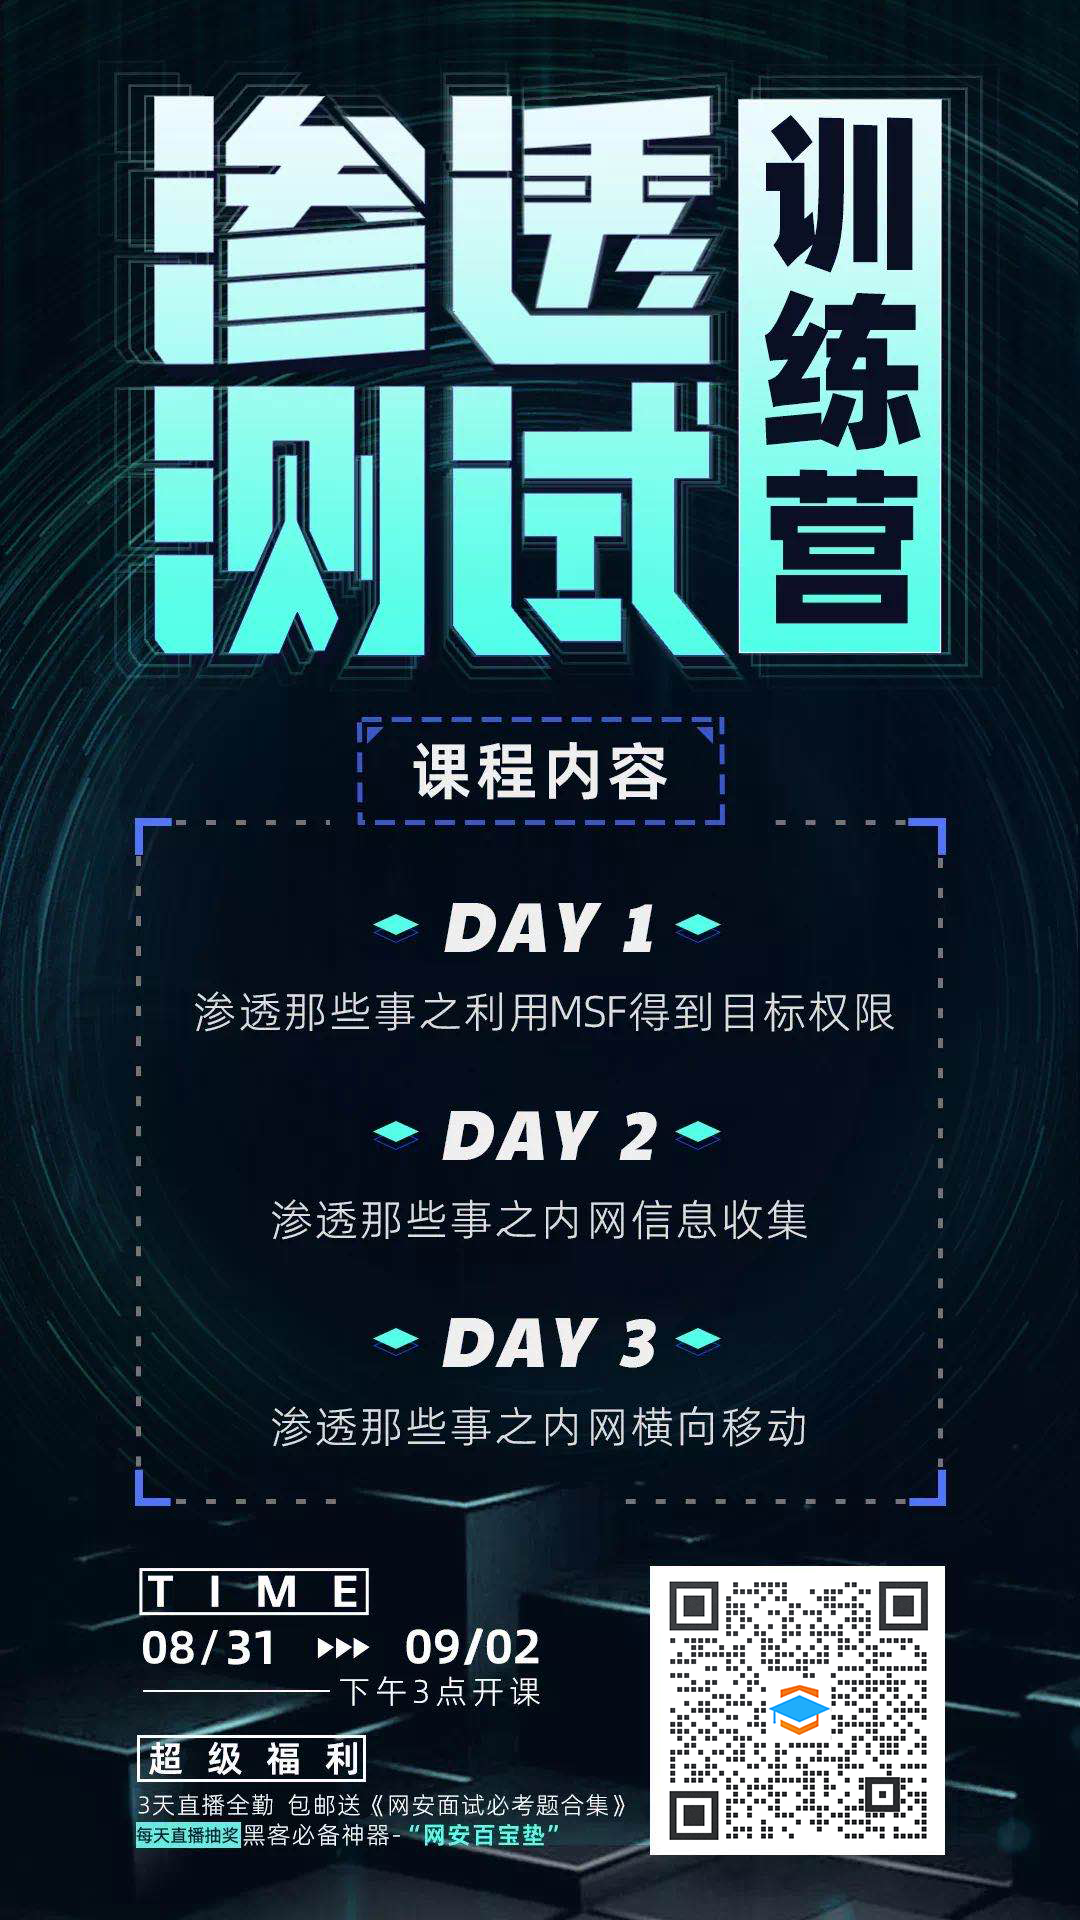 渗透
测试
训练营
课程内容
DAY 1
渗透那些事之利用MSF得到目标权限
DAY 2
渗透那些事之内网信息收集
DAY 3
渗透那些事之内网横向移动
TIME
08/31 09/02
下午3点开课
超级福利
3天直播全勤 包邮送《网安面试必考题合集》
每天直播抽奖 黑客必备神器-“网安百宝垫”